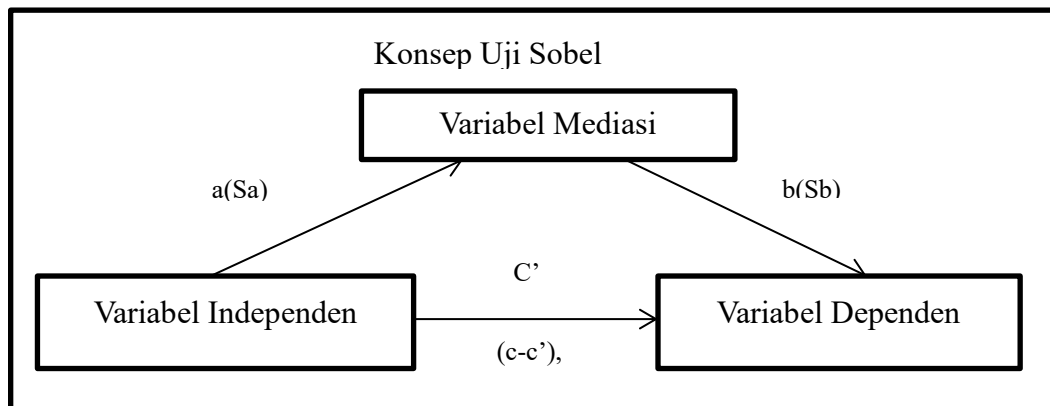 Konsep Uji Sobel
Variabel Mediasi
a(Sa)
b(Sb)
C’
Variabel Independen
Variabel Dependen
(c-c’),